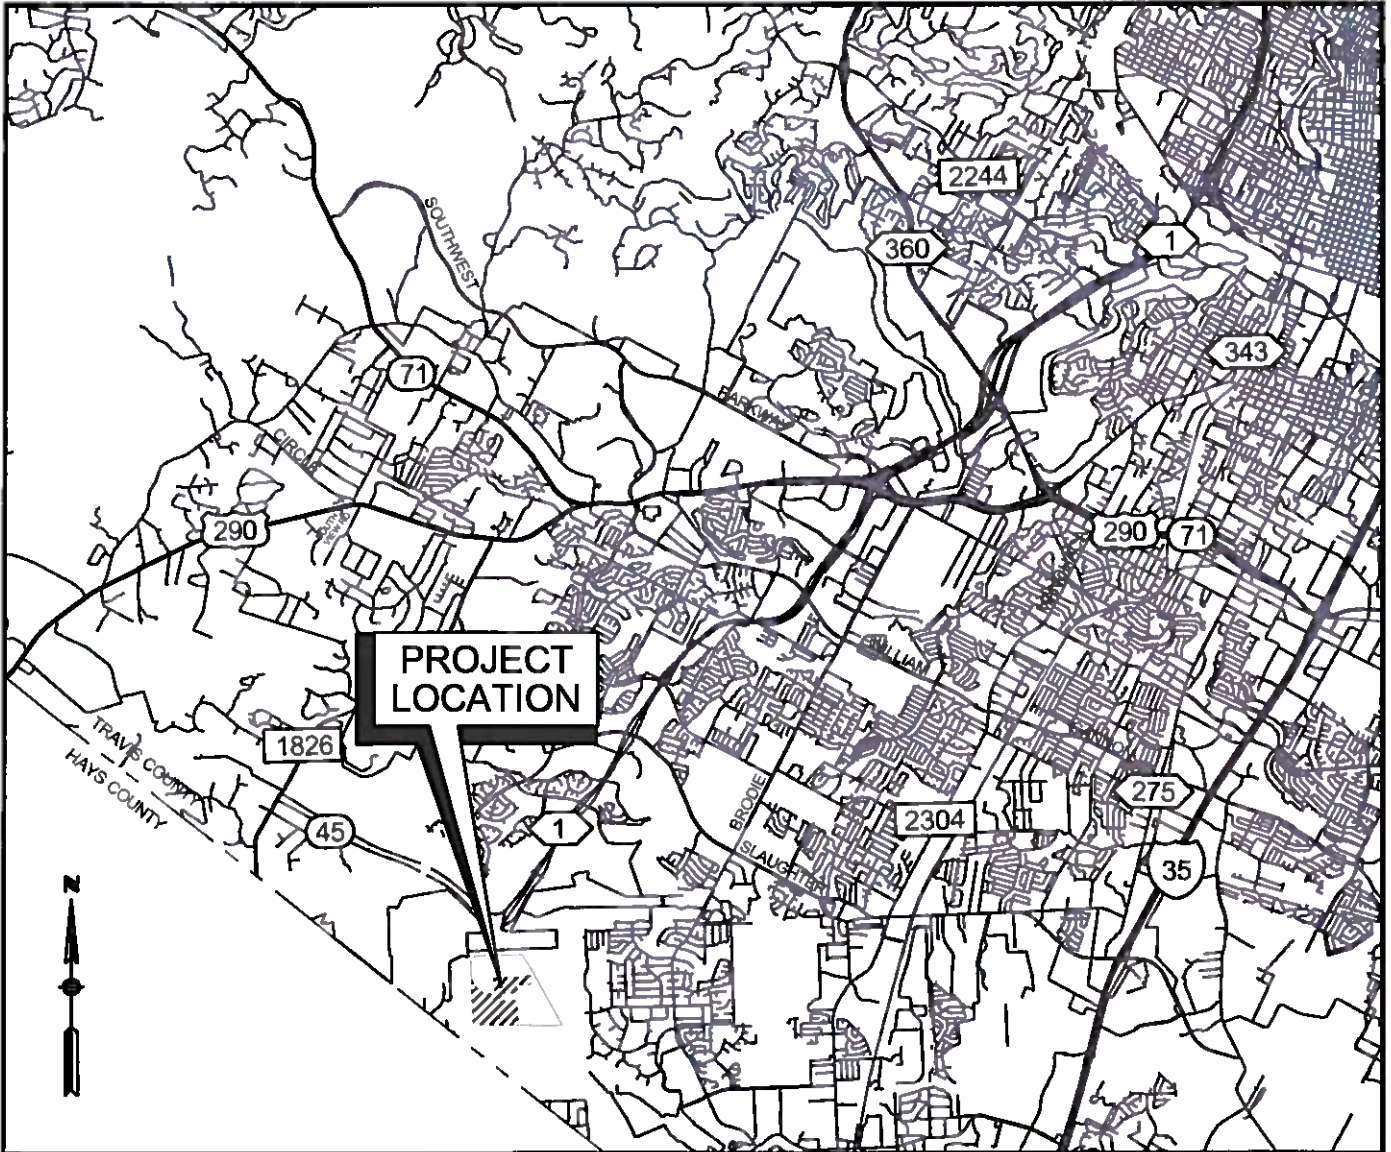 2244
1
360
SOUTHWEST
343
71
PARKWAY
CIRCLE
290
290
71
WILLIAM
PROJECT
LOCATION
1826
TRAVIS COUNTY
HAYS COUNTY
45
1
BRODIE
SLAUGHTER
2304
275
35
N